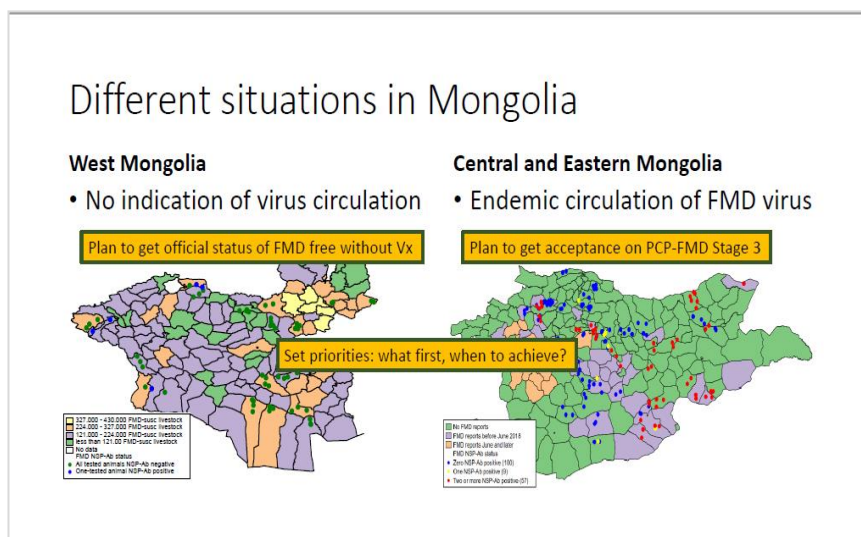 Different situations in Mongolia
West Mongolia
• No indication of virus circulation
Plan to get official status of FMD free without Vx
Central and Eastern Mongolia
• Endemic circulation of FMD virus
Plan to get acceptance on PCP-FMD Stage 3
Set priorities: what first, when to achieve?
327.000 - 430.000 FMD-susc livestock
224.000 - 327.000 FMD-susc livestock
121.000 - 224.000 FMD-susc livestock
less than 121.00 FMD-susc livestock
No data
FMD NSP-Ab status
All tested animals NSP-Ab negative
One-tested animal NSP-Ab positive
No FMD reports
FMD reports before June 2018
FMD reports June and later
FMD NSP-Ab status
Zero NSP-Ab positive (100)
One NSP-Ab positive (9)
Two or more NSP-Ab positive (57)